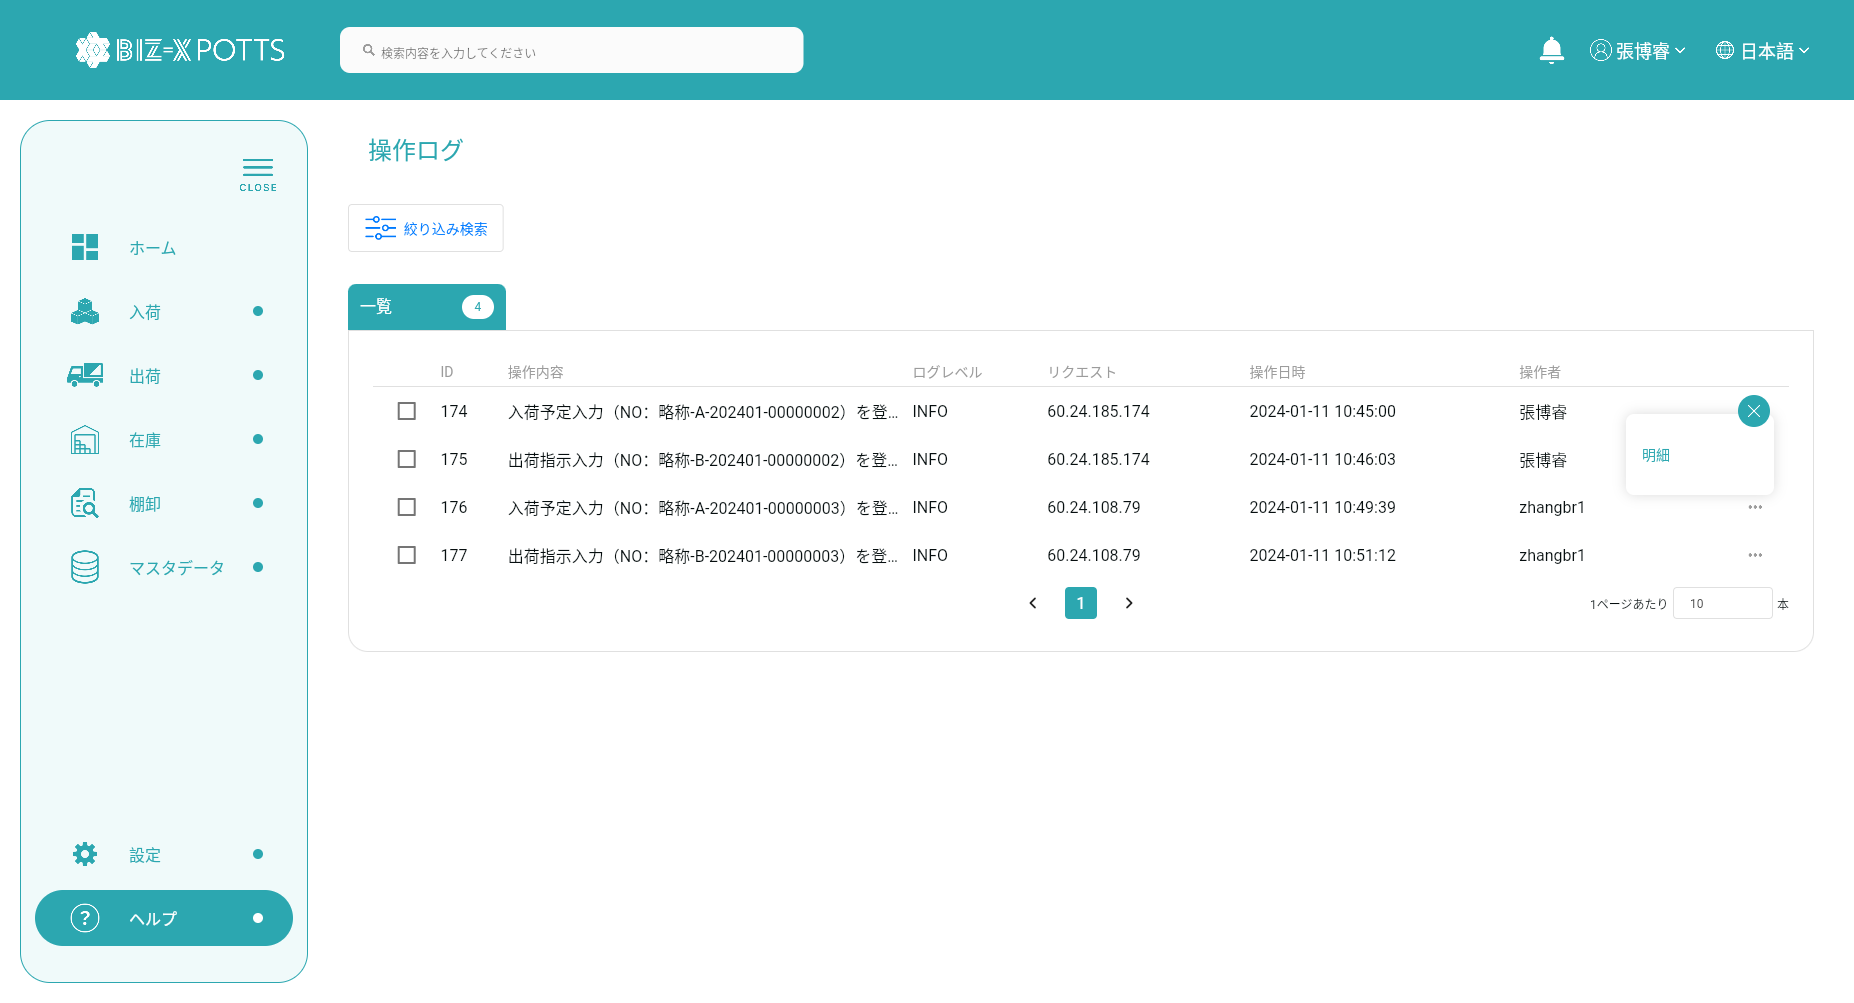 BIZ-X POTTS
検索内容を入力してください
張博睿
日本語
CLOSE
ホーム
入荷
出荷
在庫
棚卸
マスタデータ
設定
ヘルプ
操作ログ
絞り込み検索
一覧 4
ID 操作内容 ログレベル リクエスト 操作日時 操作者
174 入荷予定入力（NO：略称-A-202401-00000002）を登... INFO 60.24.185.174 2024-01-11 10:45:00 張博睿
175 出荷指示入力（NO：略称-B-202401-00000002）を登... INFO 60.24.185.174 2024-01-11 10:46:03 張博睿
明細
176 入荷予定入力（NO：略称-A-202401-00000003）を登... INFO 60.24.108.79 2024-01-11 10:49:39 zhangbr1
177 出荷指示入力（NO：略称-B-202401-00000003）を登... INFO 60.24.108.79 2024-01-11 10:51:12 zhangbr1
1
1ページあたり 10 本